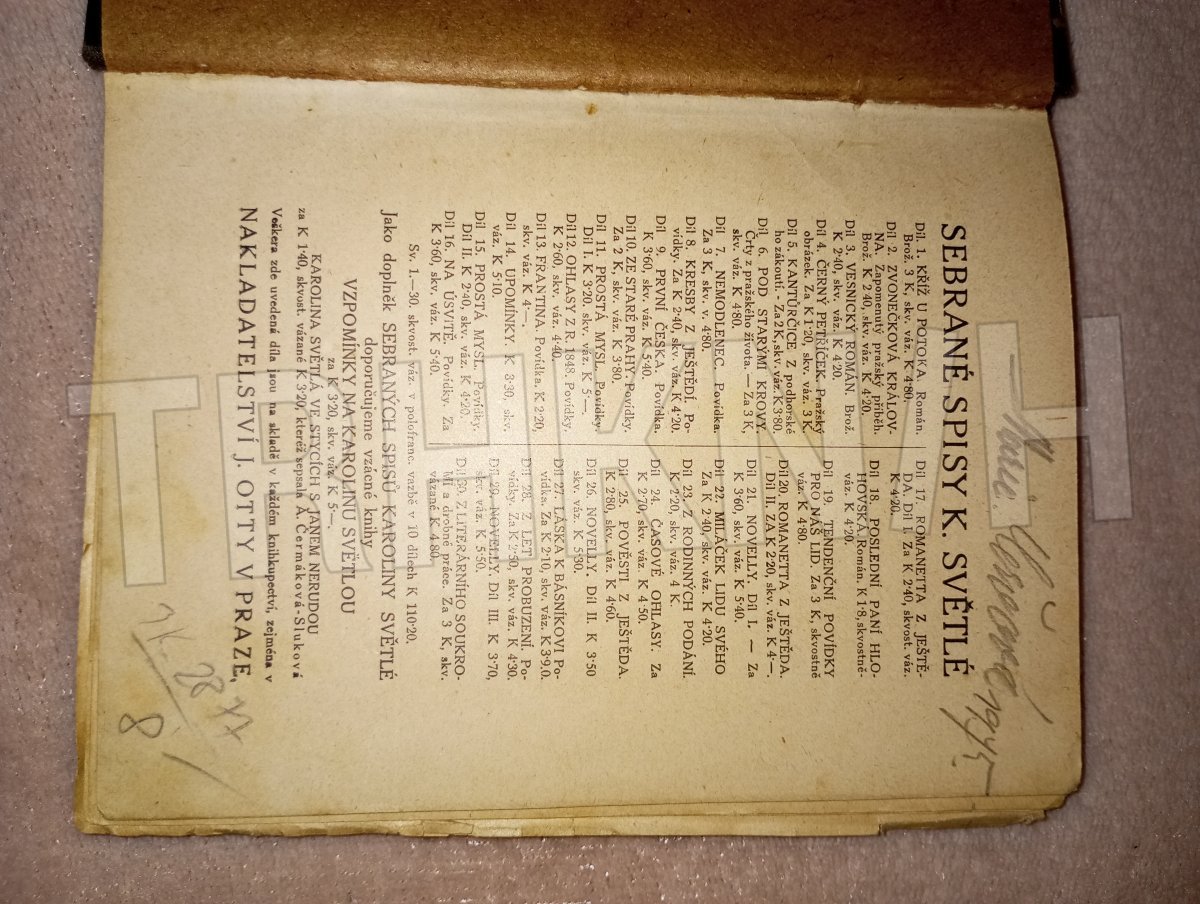 1945.
SEBRANÉ SPISY K. SVĚTLÉ
Díl. 1. KŘÍŽ U POTOKA. Román.
Brož. 3 K, skv. váz. K 4·80.
Díl 2. ZVONEČKOVÁ KRÁLOV-
NA. Zapomenutý pražský příběh.
Brož. K 2·40, skv. váz. K 4·20.
Díl 3. VESNICKÝ ROMÁN. Brož.
K 2·40, skv. váz. K 4·20.
Díl 4. ČERNÝ PETŘÍČEK. Pražský
obrázek. Za K 1·20, skv. váz. 3 K.
Díl 5. KANTŮRČICE. Z podhorské
ho zákoutí. - Za 2 K, skv. váz. K 3·80.
Díl 6. POD STARÝMI KROVY.
Črty z pražského života. — Za 3 K,
skv. váz. K 4·80.
Díl 7. NEMODLENEC. Povídka.
Za 3 K, skv. v. 4·80.
Díl 8. KRESBY Z JEŠTĚDÍ. Po-
vídky. Za K 2·40, skv. váz. K 4·20.
Díl 9. PRVNÍ ČEŠKA. Povídka.
K 3·60, skv. váz. K 5·40.
Díl 10. ZE STARÉ PRAHY. Povídky.
Za 2 K, skv. váz. K 3·80.
Díl 11. PROSTÁ MYSL. Povídky.
Díl I. K 3·20, skv. váz. K 5·—.
Díl 12. OHLASY Z R. 1848. Povídky.
K 2·60, skv. váz. 4·40.
Díl 13. FRANTINA. Povídka. K 2·20,
skv. váz. K 4·—.
Díl 14. UPOMÍNKY. K 3·30, skv.
váz. K 5·10.
Díl 15. PROSTÁ MYSL. Povídky.
Díl II. K 2·40, skv. váz. K 4·90.
Díl 16. NA ÚSVITĚ. Povídky. Za
K 3·60, skv. váz. K 5·40.
Díl 17. ROMANETTA Z JEŠTĚ-
DA. Díl I. Za K 2·40, skvost. váz.
K 4·20.
Díl 18. POSLEDNÍ PANÍ HLO-
HOVSKÁ. Román. K 1·8, skvostně-
váz. K 4·20.
Díl 19. TENDENČNÍ POVÍDKY
PRO NÁŠ LID. Za 3 K, skvostně
váz. K 4·80.
Díl 20. ROMANETTA Z JEŠTĚDA.
Díl II. ZA K 2·20, skv. váz. K 4·—.
Díl 21. NOVELLY. Díl I. — Za
K 3·60, skv. váz. K 5·40.
Díl 22. MILÁČEK LIDU SVÉHO
Za K 2·40, skv. váz. K 4·20.
Díl 23. Z RODINNÝCH PODÁNÍ.
K 2·20, skv. váz. 4 K.
Díl 24. ČASOVÉ OHLASY. Za
K 2·70, skv. váz. K 4·50.
Díl 25. POVĚSTI Z JEŠTĚDA.
K 2·80, skv. váz. K 4·60.
Díl 26. NOVELLY. Díl II. K 3·50
skv. váz. K 5·30.
Díl 27. LÁSKA K BÁSNÍKOVI Po-
vídka. Za K 2·10, skv. váz. K 3·9,0.
Díl 28. Z LET PROBUZENÍ. Po-
vídky. Za K 2·50, skv. váz. K 4·30.
Díl 29. NOVELLY. Díl III. K 3·70,
skv. váz. K 5·50.
Díl 30. Z LITERÁRNÍHO SOUKRO-
MÍ a drobné práce. Za 3 K, skv.
vázané K 4·80.
Sv. 1.—30. skvost. váz. v polofranc. vazbě v 10 dílech K 110·20.
Jako doplněk SEBRANÝCH SPISŮ KAROLINY SVĚTLÉ
doporučujeme vzácné knihy
VZPOMÍNKY NA KAROLINU SVĚTLOU
za K 3·20, skv. váz. K 5·—.
KAROLINA SVĚTLÁ VE STYCÍCH S JANEM NERUDOU
za K 1·40, skvost. vázané K 3·20, kteréž sepsala A. Čermáková-Sluková
Veškera zde uvedená díla jsou na skladě v každém knihkupectví, zejména v
NAKLADATELSTVÍ J. OTTY V PRAZE,
28
8